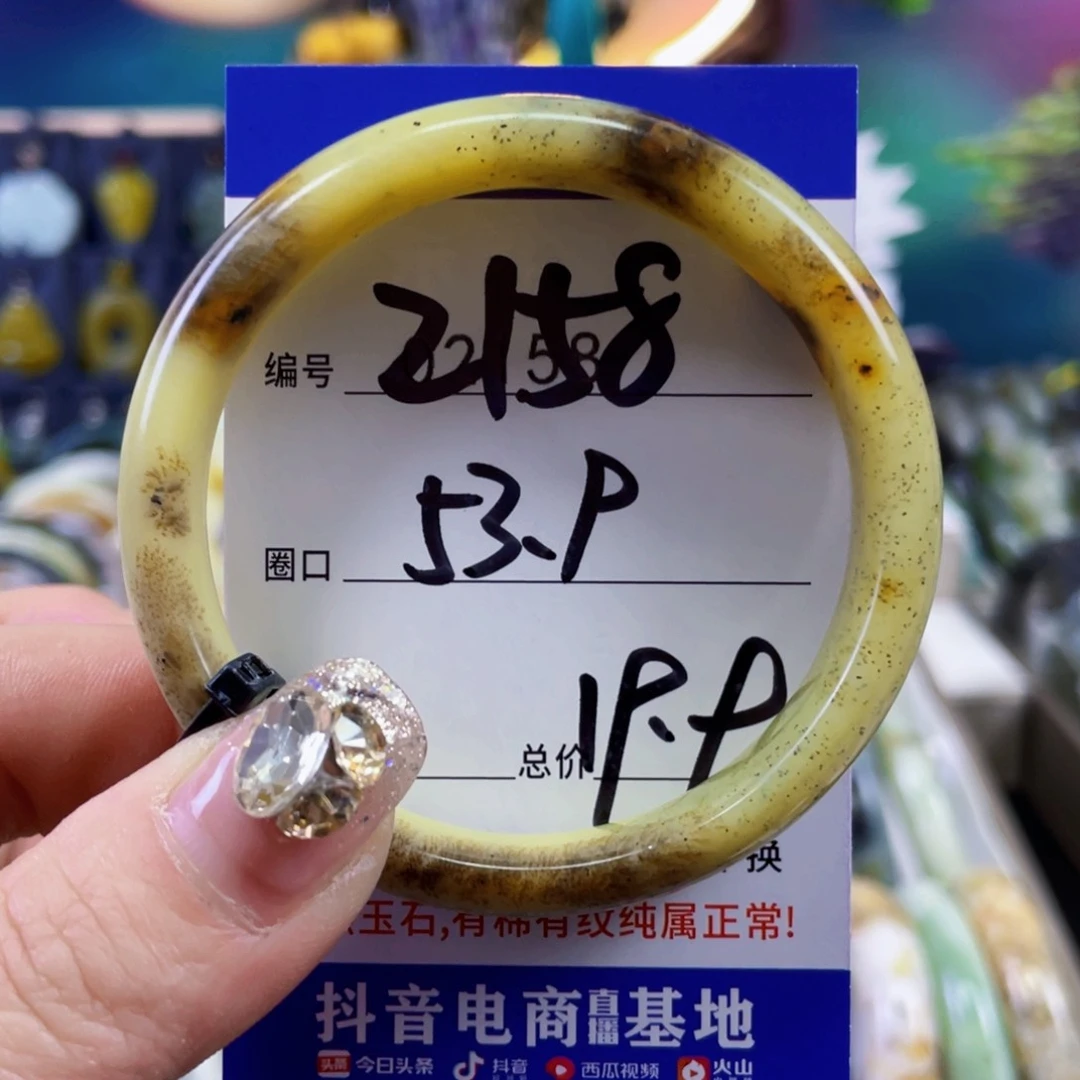 编号 2158
圈口 53.P
总价 1P.P
换
玉石,有棉有纹纯属正常!
抖音电商直播基地
头条 今日头条 抖音 西瓜视频 火山